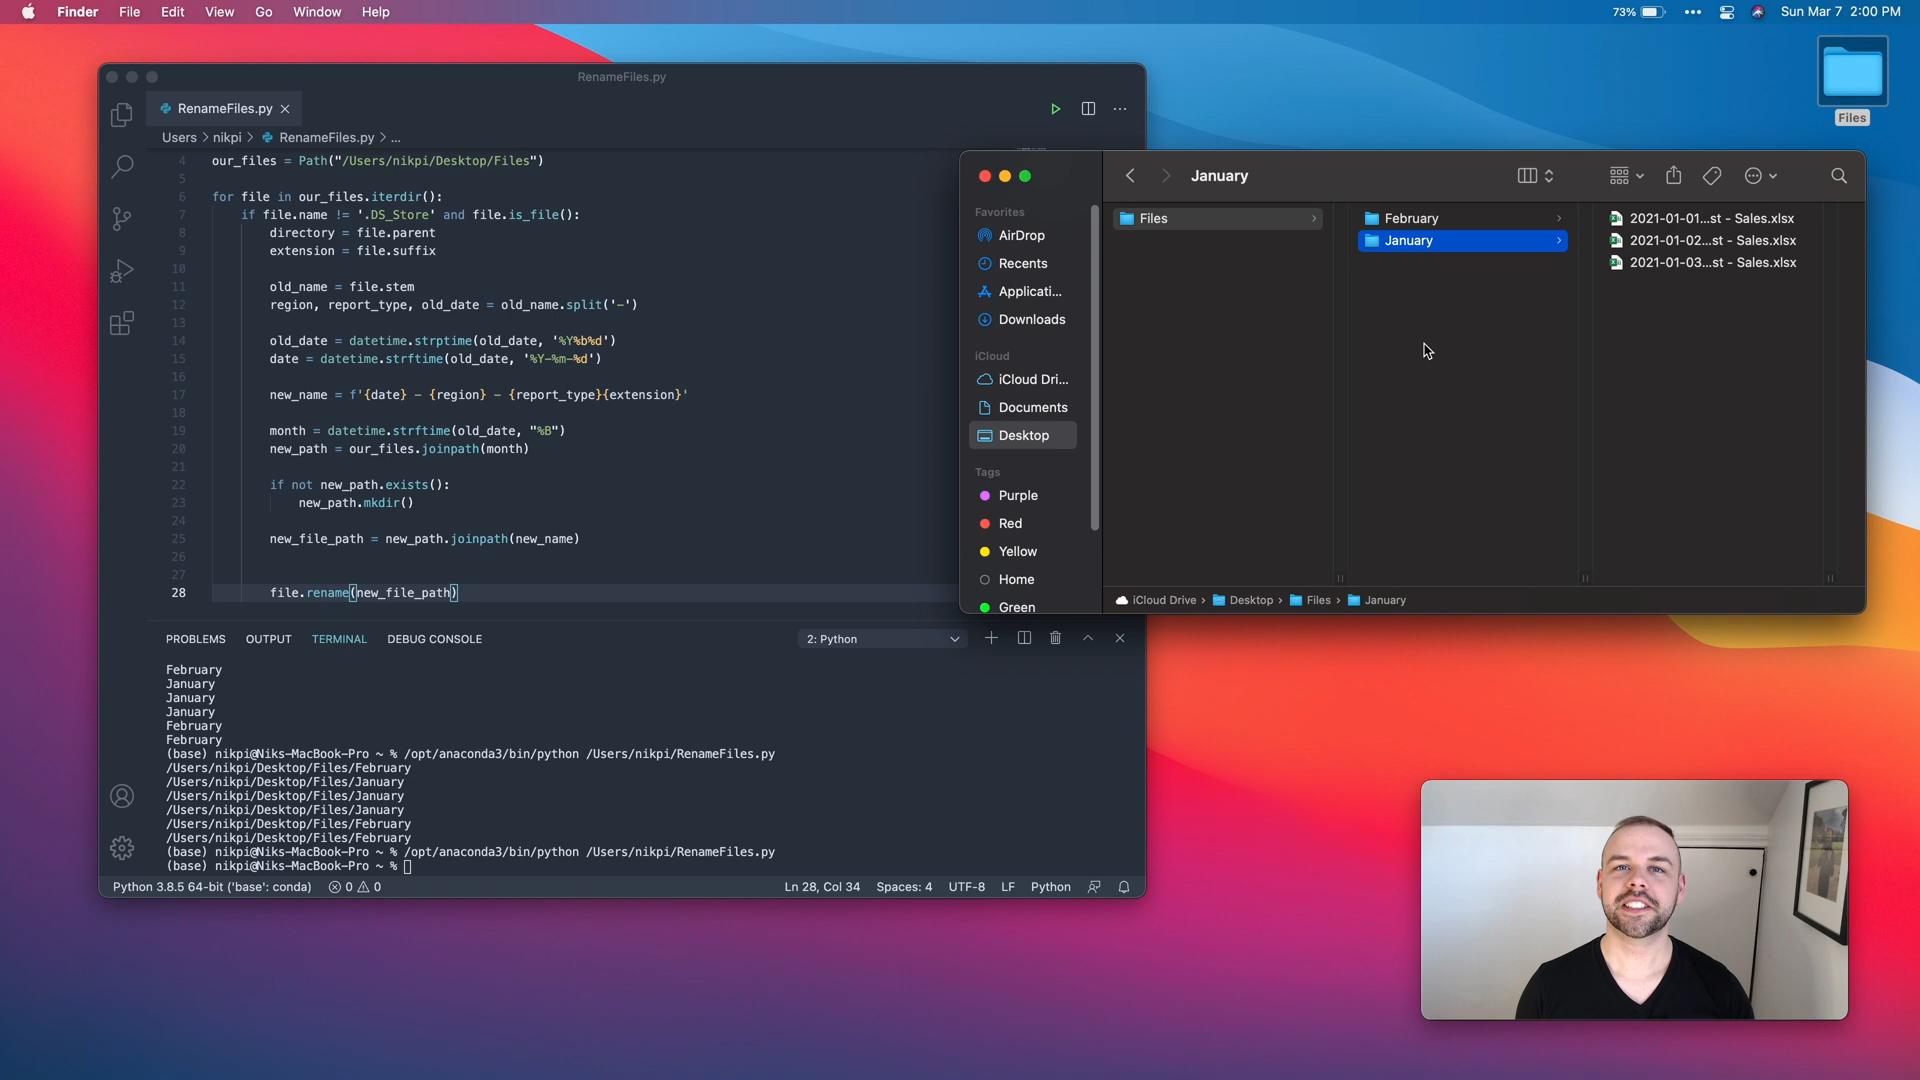 Finder File Edit View Go Window Help
73% Sun Mar 7 2:00 PM
Files
RenameFiles.py
RenameFiles.py
Users > nikpi > RenameFiles.py > ...
4 our_files = Path("/Users/nikpi/Desktop/Files")
5
6 for file in our_files.iterdir():
7 if file.name != '.DS_Store' and file.is_file():
8 directory = file.parent
9 extension = file.suffix
10
11 old_name = file.stem
12 region, report_type, old_date = old_name.split('-')
13
14 old_date = datetime.strptime(old_date, '%Y%b%d')
15 date = datetime.strftime(old_date, '%Y-%m-%d')
16
17 new_name = f'{date} - {region} - {report_type}{extension}'
18
19 month = datetime.strftime(old_date, "%B")
20 new_path = our_files.joinpath(month)
21
22 if not new_path.exists():
23 new_path.mkdir()
24
25 new_file_path = new_path.joinpath(new_name)
26
27
28 file.rename(new_file_path)
PROBLEMS OUTPUT TERMINAL DEBUG CONSOLE 2: Python
February
January
January
January
February
February
(base) nikpi@Niks-MacBook-Pro ~ % /opt/anaconda3/bin/python /Users/nikpi/RenameFiles.py
/Users/nikpi/Desktop/Files/February
/Users/nikpi/Desktop/Files/January
/Users/nikpi/Desktop/Files/January
/Users/nikpi/Desktop/Files/January
/Users/nikpi/Desktop/Files/February
/Users/nikpi/Desktop/Files/February
(base) nikpi@Niks-MacBook-Pro ~ % /opt/anaconda3/bin/python /Users/nikpi/RenameFiles.py
(base) nikpi@Niks-MacBook-Pro ~ %
Python 3.8.5 64-bit ('base': conda) 0 0 Ln 28, Col 34 Spaces: 4 UTF-8 LF Python
January
Favorites
AirDrop
Recents
Applicati...
Downloads
iCloud
iCloud Dri...
Documents
Desktop
Tags
Purple
Red
Yellow
Home
Green
Files
February
January
2021-01-01...st - Sales.xlsx
2021-01-02...st - Sales.xlsx
2021-01-03...st - Sales.xlsx
iCloud Drive › Desktop › Files › January